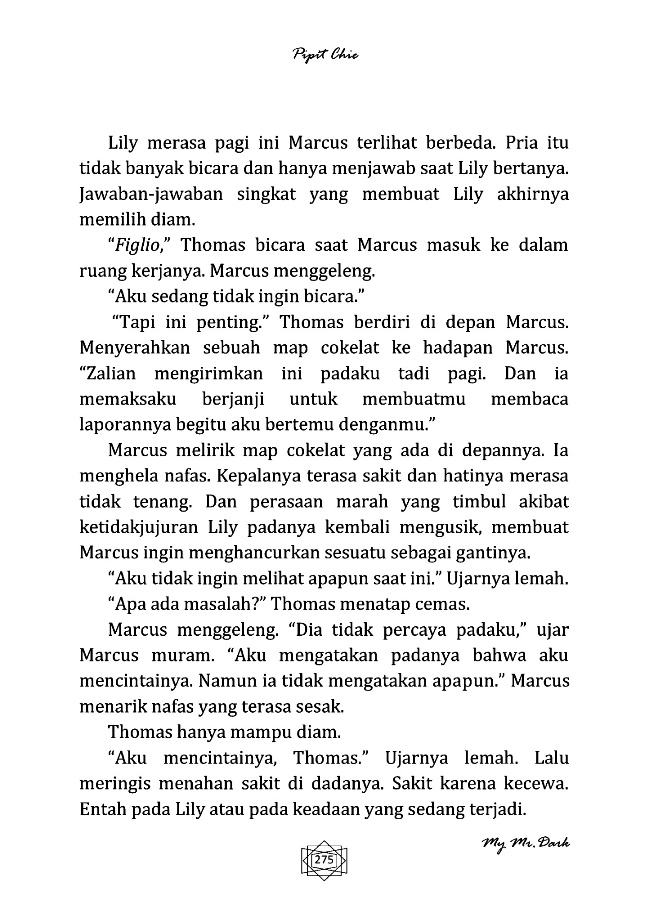 Pipit Chie
Lily merasa pagi ini Marcus terlihat berbeda. Pria itu
tidak banyak bicara dan hanya menjawab saat Lily bertanya.
Jawaban-jawaban singkat yang membuat Lily akhirnya
memilih diam.
“Figlio,” Thomas bicara saat Marcus masuk ke dalam
ruang kerjanya. Marcus menggeleng.
“Aku sedang tidak ingin bicara.”
“Tapi ini penting.” Thomas berdiri di depan Marcus.
Menyerahkan sebuah map cokelat ke hadapan Marcus.
“Zalian mengirimkan ini padaku tadi pagi. Dan ia
memaksaku berjanji untuk membuatmu membaca
laporannya begitu aku bertemu denganmu.”
Marcus melirik map cokelat yang ada di depannya. Ia
menghela nafas. Kepalanya terasa sakit dan hatinya merasa
tidak tenang. Dan perasaan marah yang timbul akibat
ketidakjujuran Lily padanya kembali mengusik, membuat
Marcus ingin menghancurkan sesuatu sebagai gantinya.
“Aku tidak ingin melihat apapun saat ini.” Ujarnya lemah.
“Apa ada masalah?” Thomas menatap cemas.
Marcus menggeleng. “Dia tidak percaya padaku,” ujar
Marcus muram. “Aku mengatakan padanya bahwa aku
mencintainya. Namun ia tidak mengatakan apapun.” Marcus
menarik nafas yang terasa sesak.
Thomas hanya mampu diam.
“Aku mencintainya, Thomas.” Ujarnya lemah. Lalu
meringis menahan sakit di dadanya. Sakit karena kecewa.
Entah pada Lily atau pada keadaan yang sedang terjadi.
My Mr. Dark
275